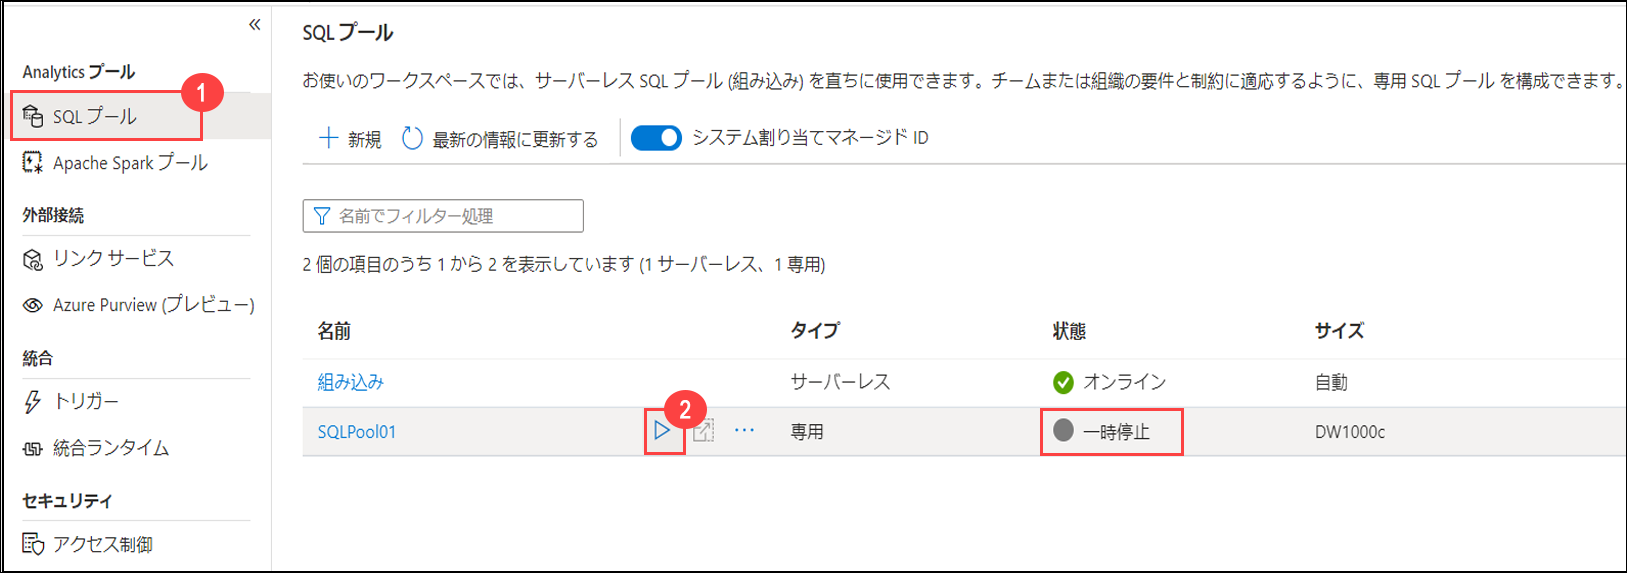 «
Analytics プール
1
SQL プール
Apache Spark プール
外部接続
リンク サービス
Azure Purview (プレビュー)
統合
トリガー
統合ランタイム
セキュリティ
アクセス制御
SQL プール
お使いのワークスペースでは、サーバーレス SQL プール (組み込み) を直ちに使用できます。チームまたは組織の要件と制約に適応するように、専用 SQL プール を構成できます。
新規 最新の情報に更新する システム割り当てマネージド ID
名前でフィルター処理
2 個の項目のうち 1 から 2 を表示しています (1 サーバーレス、1 専用)
名前 タイプ 状態 サイズ
組み込み サーバーレス オンライン 自動
2
SQLPool01 ··· 専用 一時停止 DW1000c